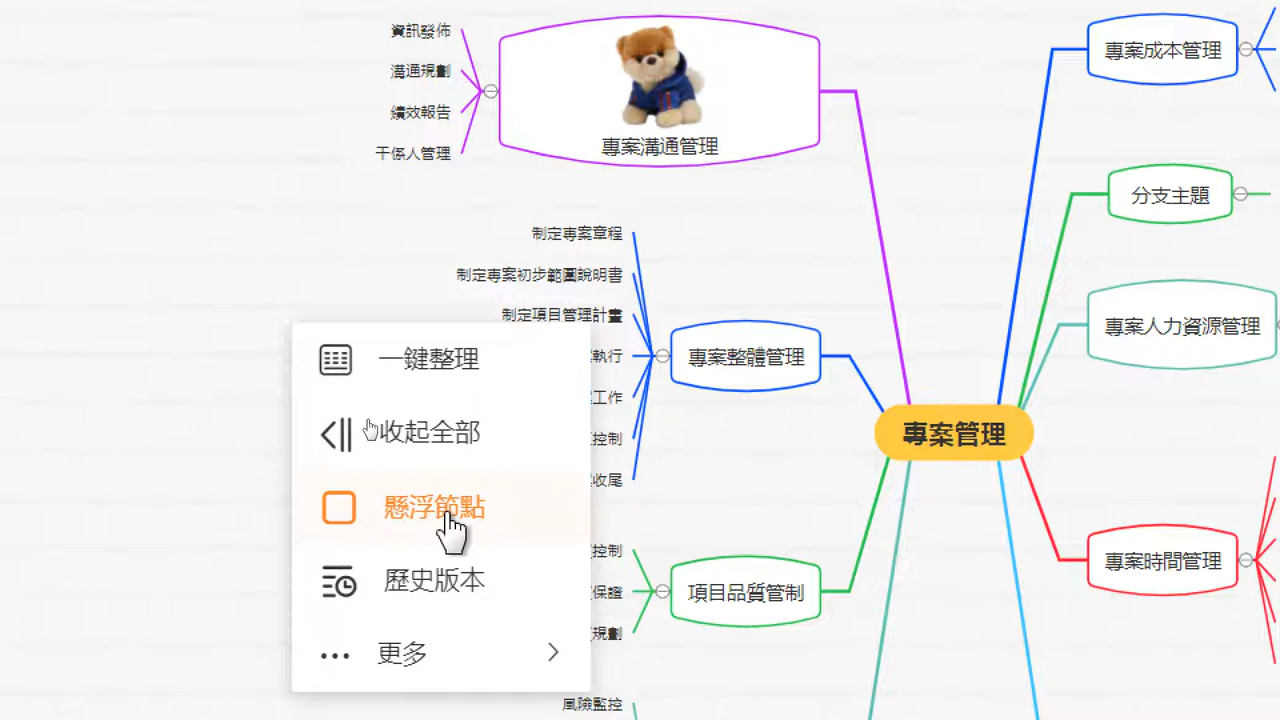 資訊發佈
溝通規劃
績效報告
干係人管理
專案溝通管理
制定專案章程
制定專案初步範圍說明書
制定項目管理計畫
執行
工作
控制
收尾
專案整體管理
控制
保證
規劃
項目品質管制
風險監控
一鍵整理
收起全部
懸浮節點
歷史版本
更多
專案管理
專案成本管理
分支主題
專案人力資源管理
專案時間管理